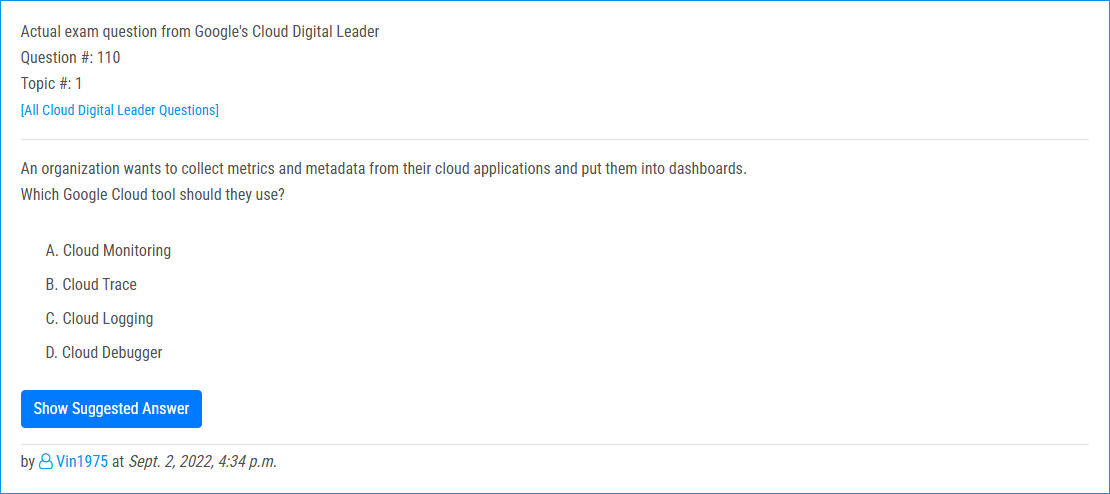 Actual exam question from Google's Cloud Digital Leader
Question #: 110
Topic #: 1
[All Cloud Digital Leader Questions]
An organization wants to collect metrics and metadata from their cloud applications and put them into dashboards.
Which Google Cloud tool should they use?
A. Cloud Monitoring
B. Cloud Trace
C. Cloud Logging
D. Cloud Debugger
Show Suggested Answer
by Vin1975 at Sept. 2, 2022, 4:34 p.m.